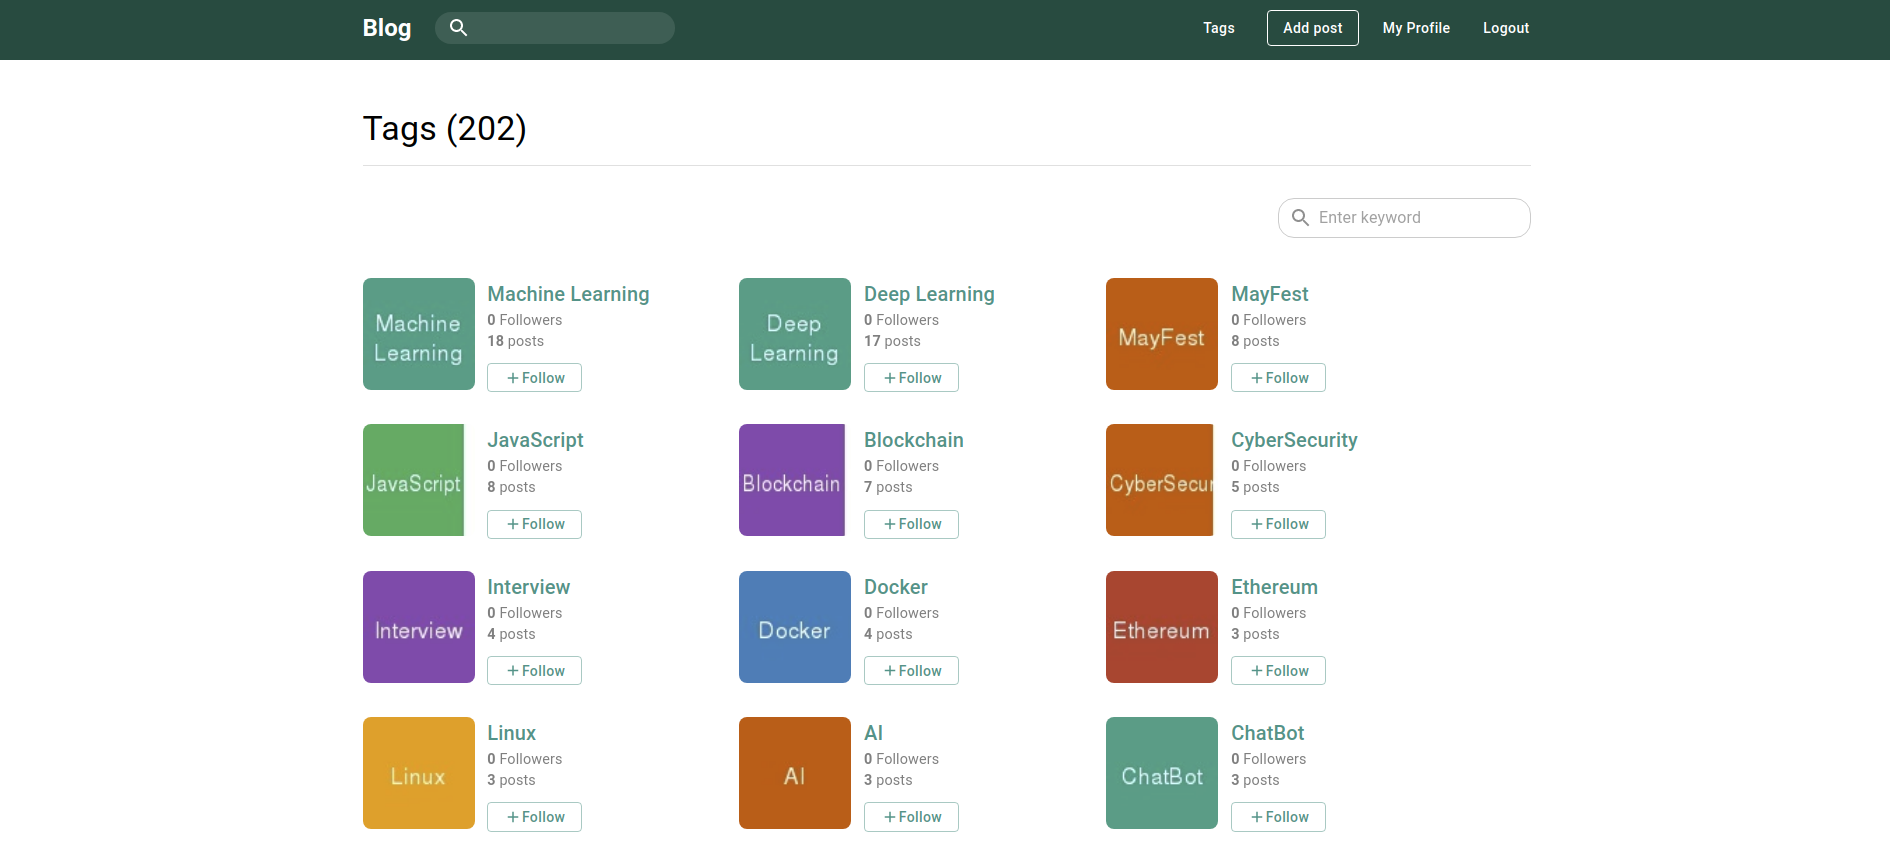 Blog
Tags
Add post
My Profile
Logout
Tags (202)
Enter keyword
Machine
Learning
Machine Learning
0 Followers
18 posts
+ Follow
Deep
Learning
Deep Learning
0 Followers
17 posts
+ Follow
MayFest
MayFest
0 Followers
8 posts
+ Follow
JavaScript
JavaScript
0 Followers
8 posts
+ Follow
Blockchain
Blockchain
0 Followers
7 posts
+ Follow
CyberSecur
CyberSecurity
0 Followers
5 posts
+ Follow
Interview
Interview
0 Followers
4 posts
+ Follow
Docker
Docker
0 Followers
4 posts
+ Follow
Ethereum
Ethereum
0 Followers
3 posts
+ Follow
Linux
Linux
0 Followers
3 posts
+ Follow
AI
AI
0 Followers
3 posts
+ Follow
ChatBot
ChatBot
0 Followers
3 posts
+ Follow